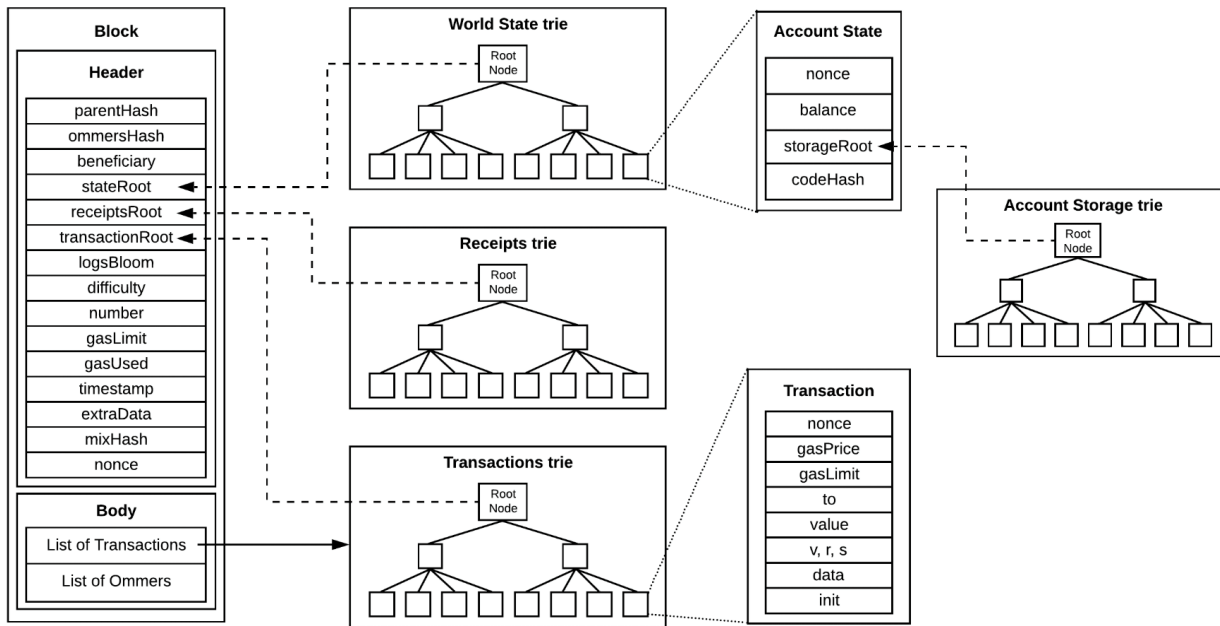 Block
Header
parentHash
ommersHash
beneficiary
stateRoot
receiptsRoot
transactionRoot
logsBloom
difficulty
number
gasLimit
gasUsed
timestamp
extraData
mixHash
nonce
Body
List of Transactions
List of Ommers
World State trie
Root
Node
Receipts trie
Root
Node
Transactions trie
Root
Node
Account State
nonce
balance
storageRoot
codeHash
Account Storage trie
Root
Node
Transaction
nonce
gasPrice
gasLimit
to
value
v, r, s
data
init